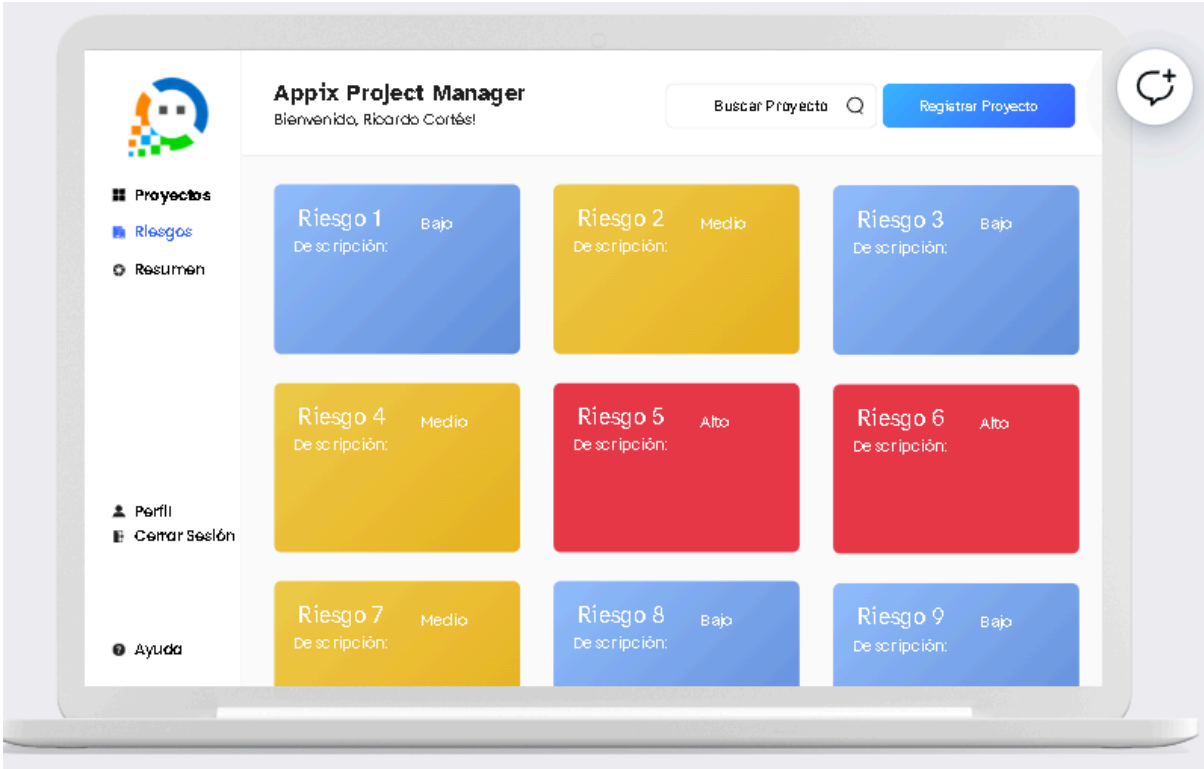 Appix Project Manager
Bienvenido, Ricardo Cortés!
Buscar Proyecto
Registrar Proyecto
Proyectos
Riesgos
Resumen
Perfil
Cerrar Sesión
Ayuda
Riesgo 1 Bajo
Descripción:
Riesgo 2 Medio
Descripción:
Riesgo 3 Bajo
Descripción:
Riesgo 4 Medio
Descripción:
Riesgo 5 Alto
Descripción:
Riesgo 6 Alto
Descripción:
Riesgo 7 Medio
Descripción:
Riesgo 8 Bajo
Descripción:
Riesgo 9 Bajo
Descripción: